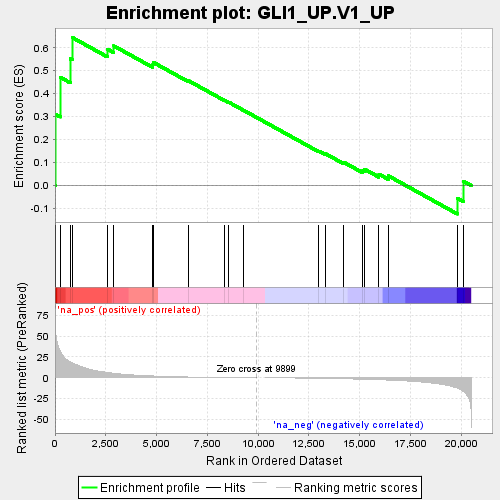 Enrichment plot: GLI1_UP.V1_UP
Enrichment score (ES)
0.6
0.5
0.4
0.3
0.2
0.1
0.0
-0.1
'na_pos' (positively correlated)
Ranked list metric (PreRanked)
75
50
25
0
-25
-50
Zero cross at 9899
'na_neg' (negatively correlated)
0
2,500
5,000
7,500
10,000
12,500
15,000
17,500
20,000
Rank in Ordered Dataset
Enrichment profile
Hits
Ranking metric scores